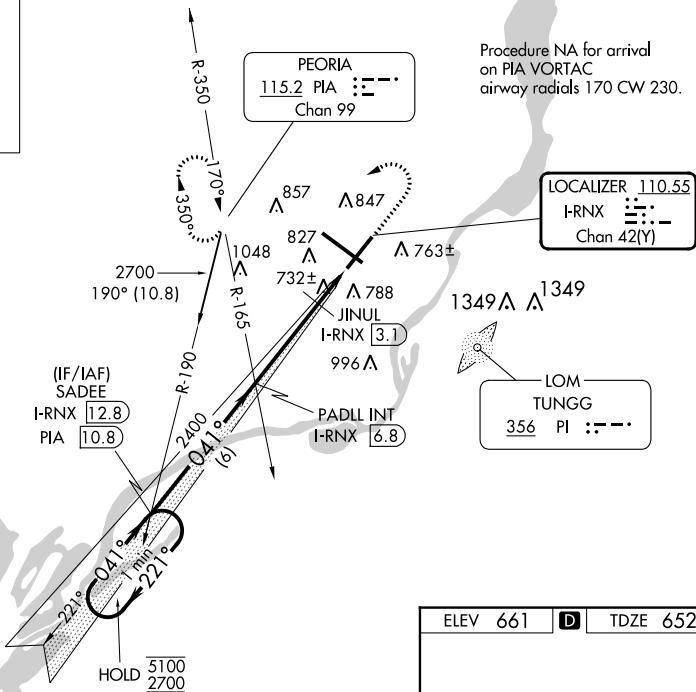 Procedure NA for arrival
on PIA VORTAC
airway radials 170 CW 230.
PEORIA
115.2 PIA
Chan 99
R-350
170°
350°
LOCALIZER 110.55
I-RNX
Chan 42(Y)
857
847
827
763±
1048
732±
788
2700
190° (10.8)
R-165
JINUL
I-RNX 3.1
996
1349
1349
R-190
(IF/IAF)
SADEE
I-RNX 12.8
PIA 10.8
LOM
TUNGG
356 PI
PADLL INT
I-RNX 6.8
2400
041°
(6)
041°
1 min
221°
221°
HOLD 5100
2700
ELEV 661 D TDZE 652